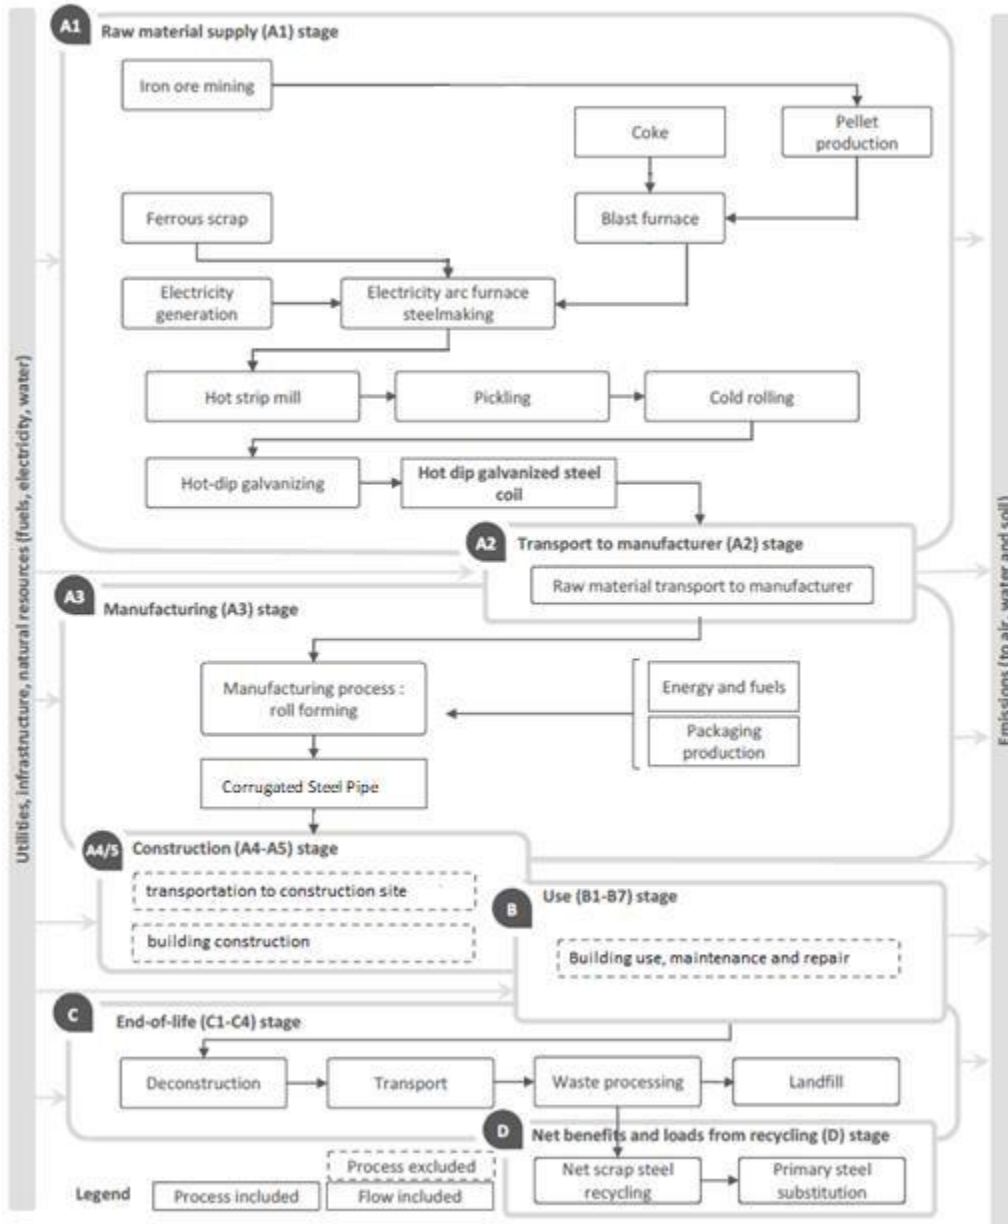 A1
Raw material supply (A1) stage
Iron ore mining
Coke
Pellet
production
Ferrous scrap
Blast furnace
Electricity
generation
Electricity arc furnace
steelmaking
Hot strip mill
Pickling
Cold rolling
Hot-dip galvanizing
Hot dip galvanized steel
coil
A2
Transport to manufacturer (A2) stage
Raw material transport to manufacturer
A3
Manufacturing (A3) stage
Manufacturing process :
roll forming
Energy and fuels
Packaging
production
Corrugated Steel Pipe
A4/5
Construction (A4-A5) stage
transportation to construction site
building construction
B
Use (B1-B7) stage
Building use, maintenance and repair
C
End-of-life (C1-C4) stage
Deconstruction
Transport
Waste processing
Landfill
D
Net benefits and loads from recycling (D) stage
Net scrap steel
recycling
Primary steel
substitution
Legend
Process excluded
Process included
Flow included
Utilities, infrastructure, natural resources (fuels, electricity, water)
Emissions (to air, water and soil)